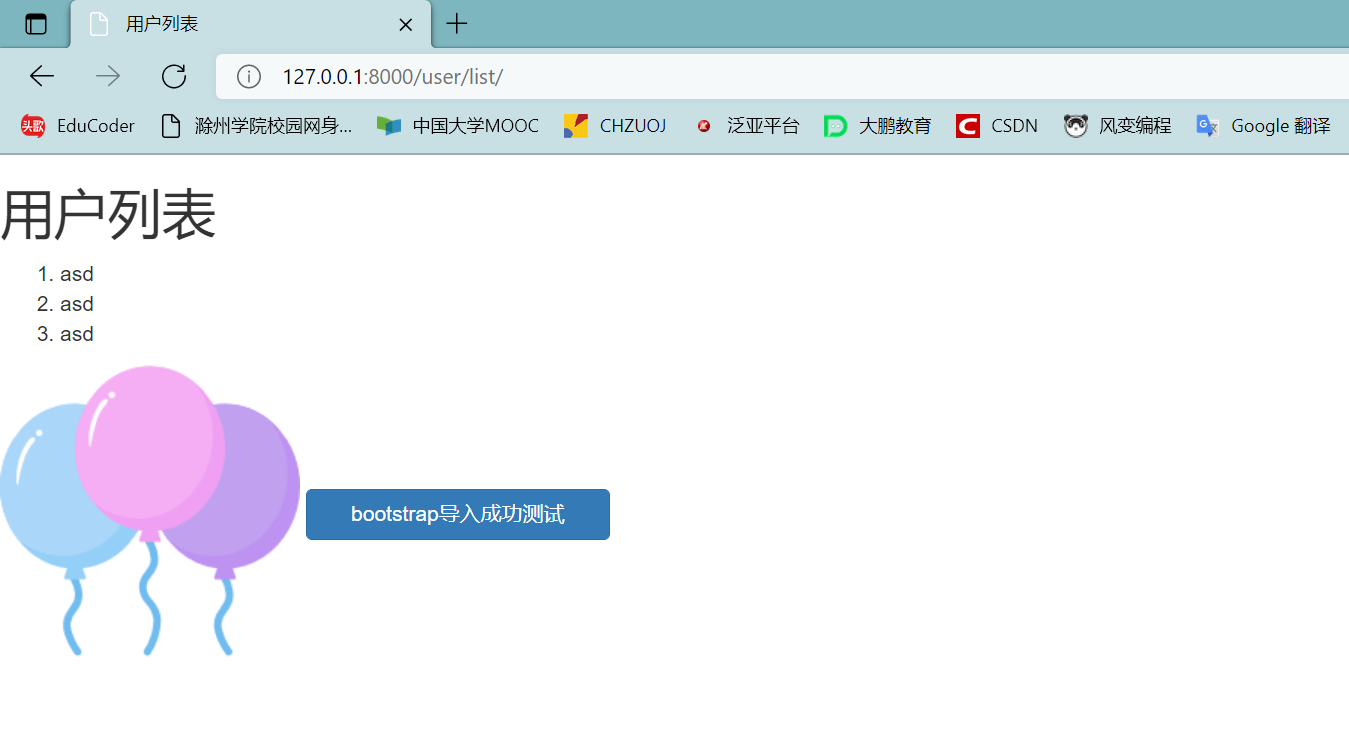 用户列表
127.0.0.1:8000/user/list/
头歌 EduCoder 滁州学院校园网身... 中国大学MOOC CHZUOJ 泛亚平台 大鹏教育 C CSDN 风变编程 G Google 翻译
用户列表
1. asd
2. asd
3. asd
bootstrap导入成功测试